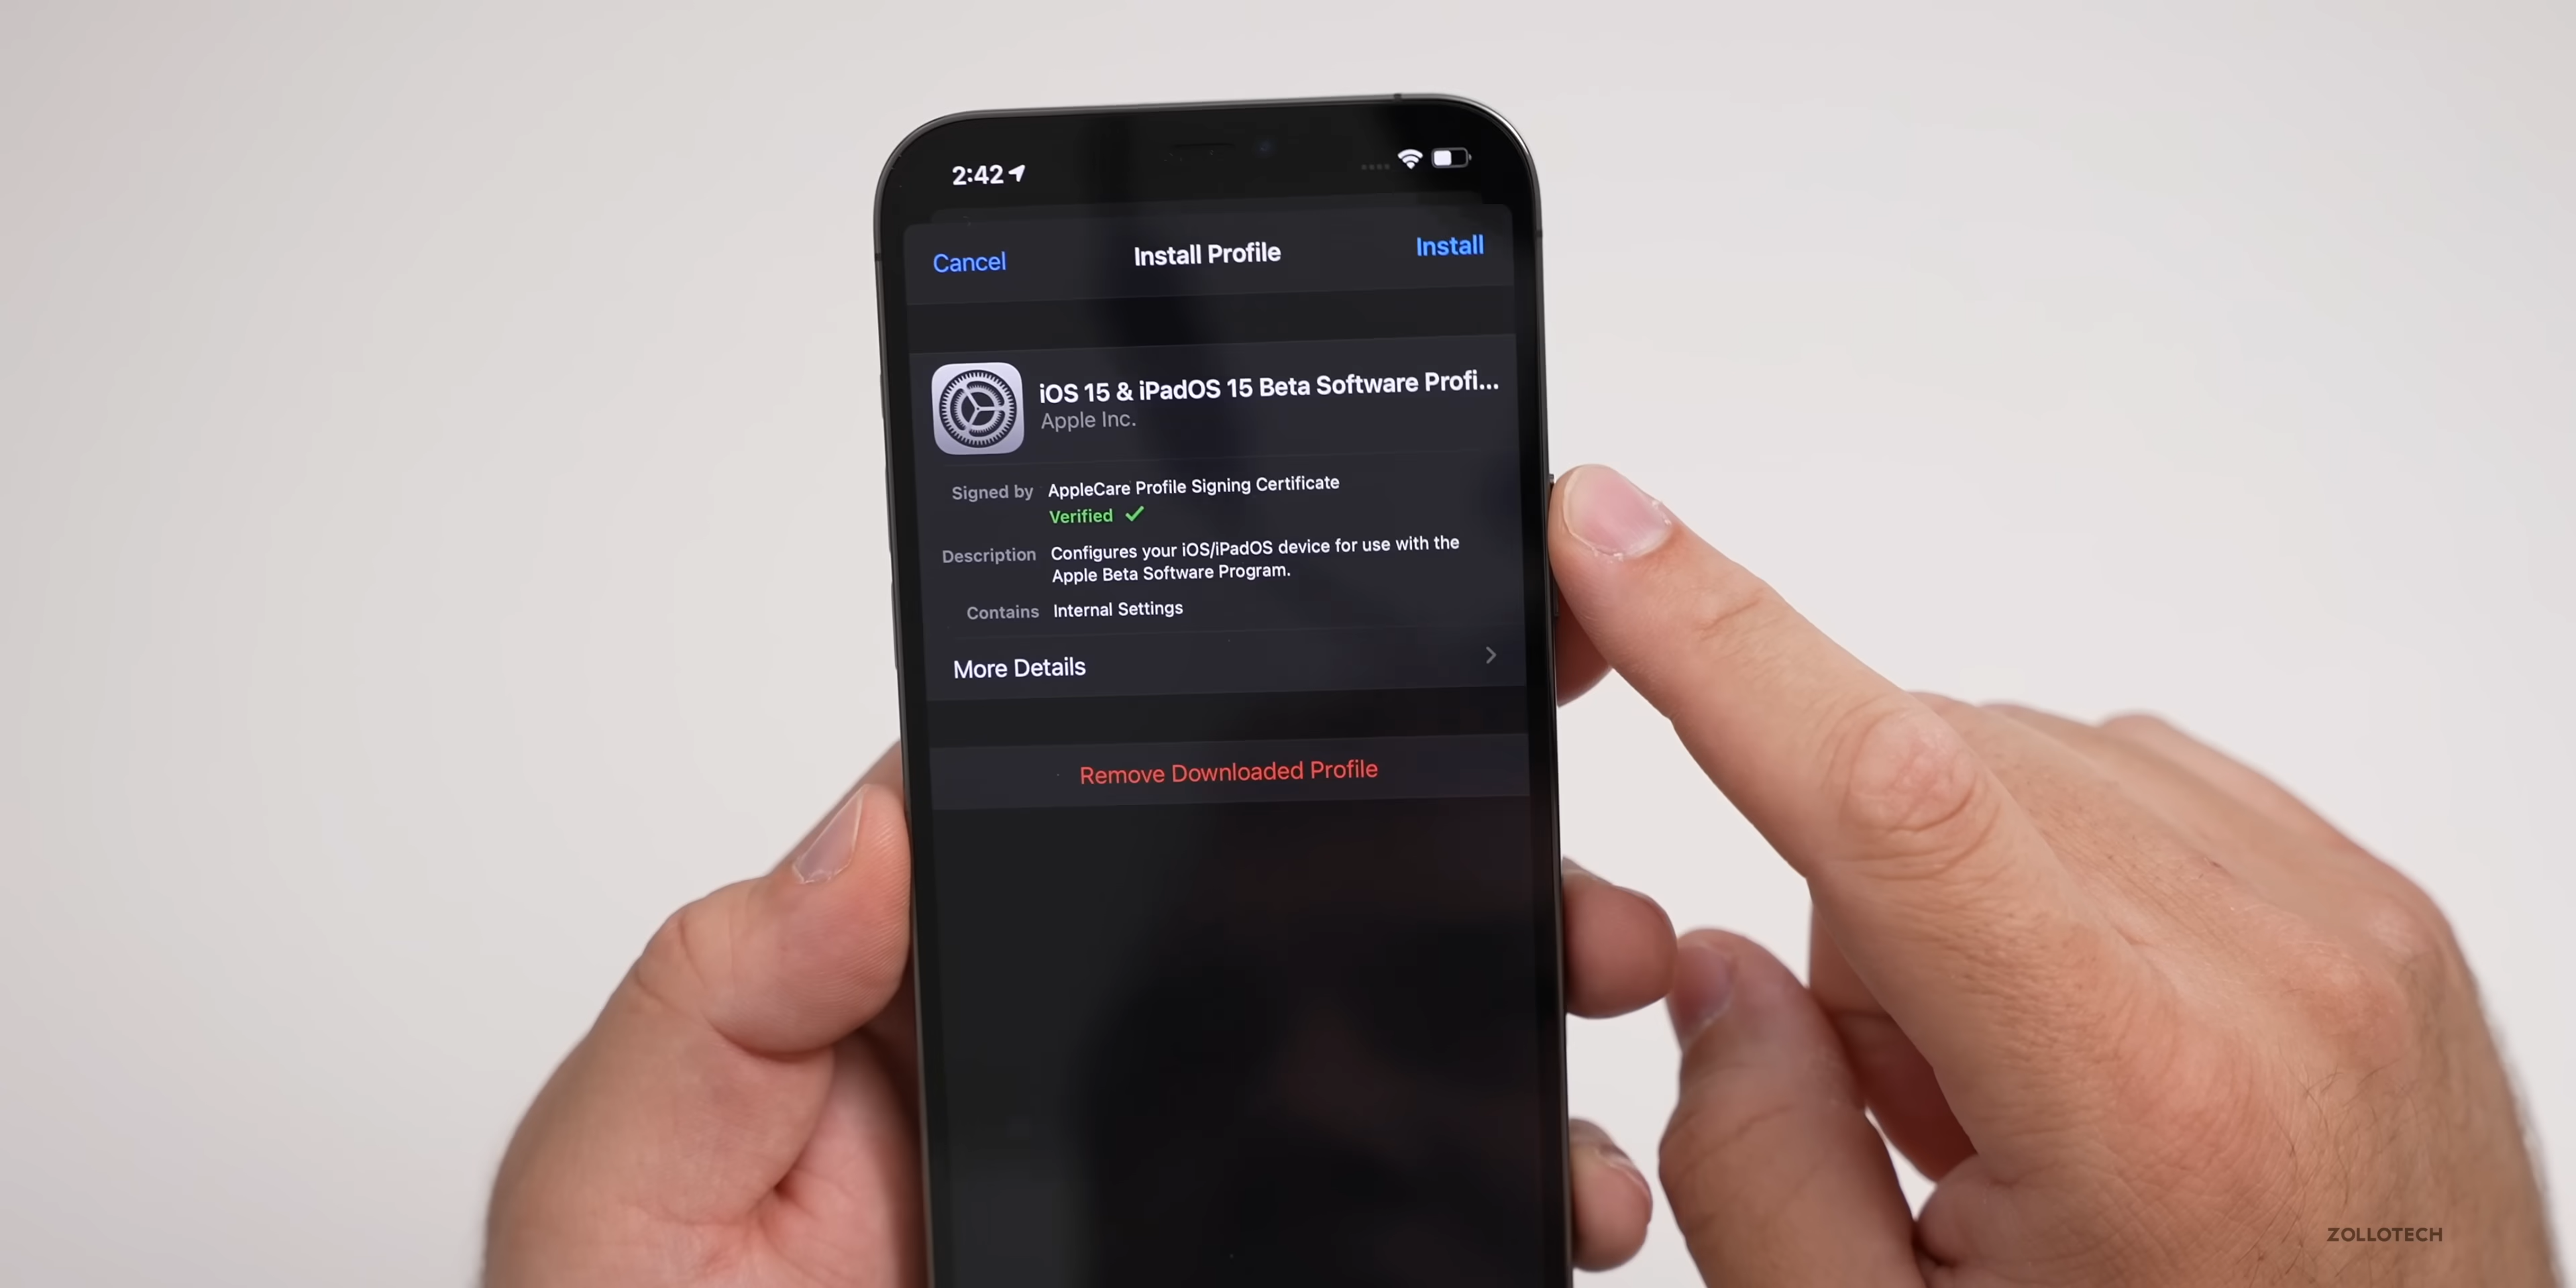 2:42
Cancel
Install Profile
Install
iOS 15 & iPadOS 15 Beta Software Profi...
Apple Inc.
Signed by
AppleCare Profile Signing Certificate
Verified ✓
Description
Configures your iOS/iPadOS device for use with the
Apple Beta Software Program.
Contains
Internal Settings
More Details
Remove Downloaded Profile
ZOLLOTECH